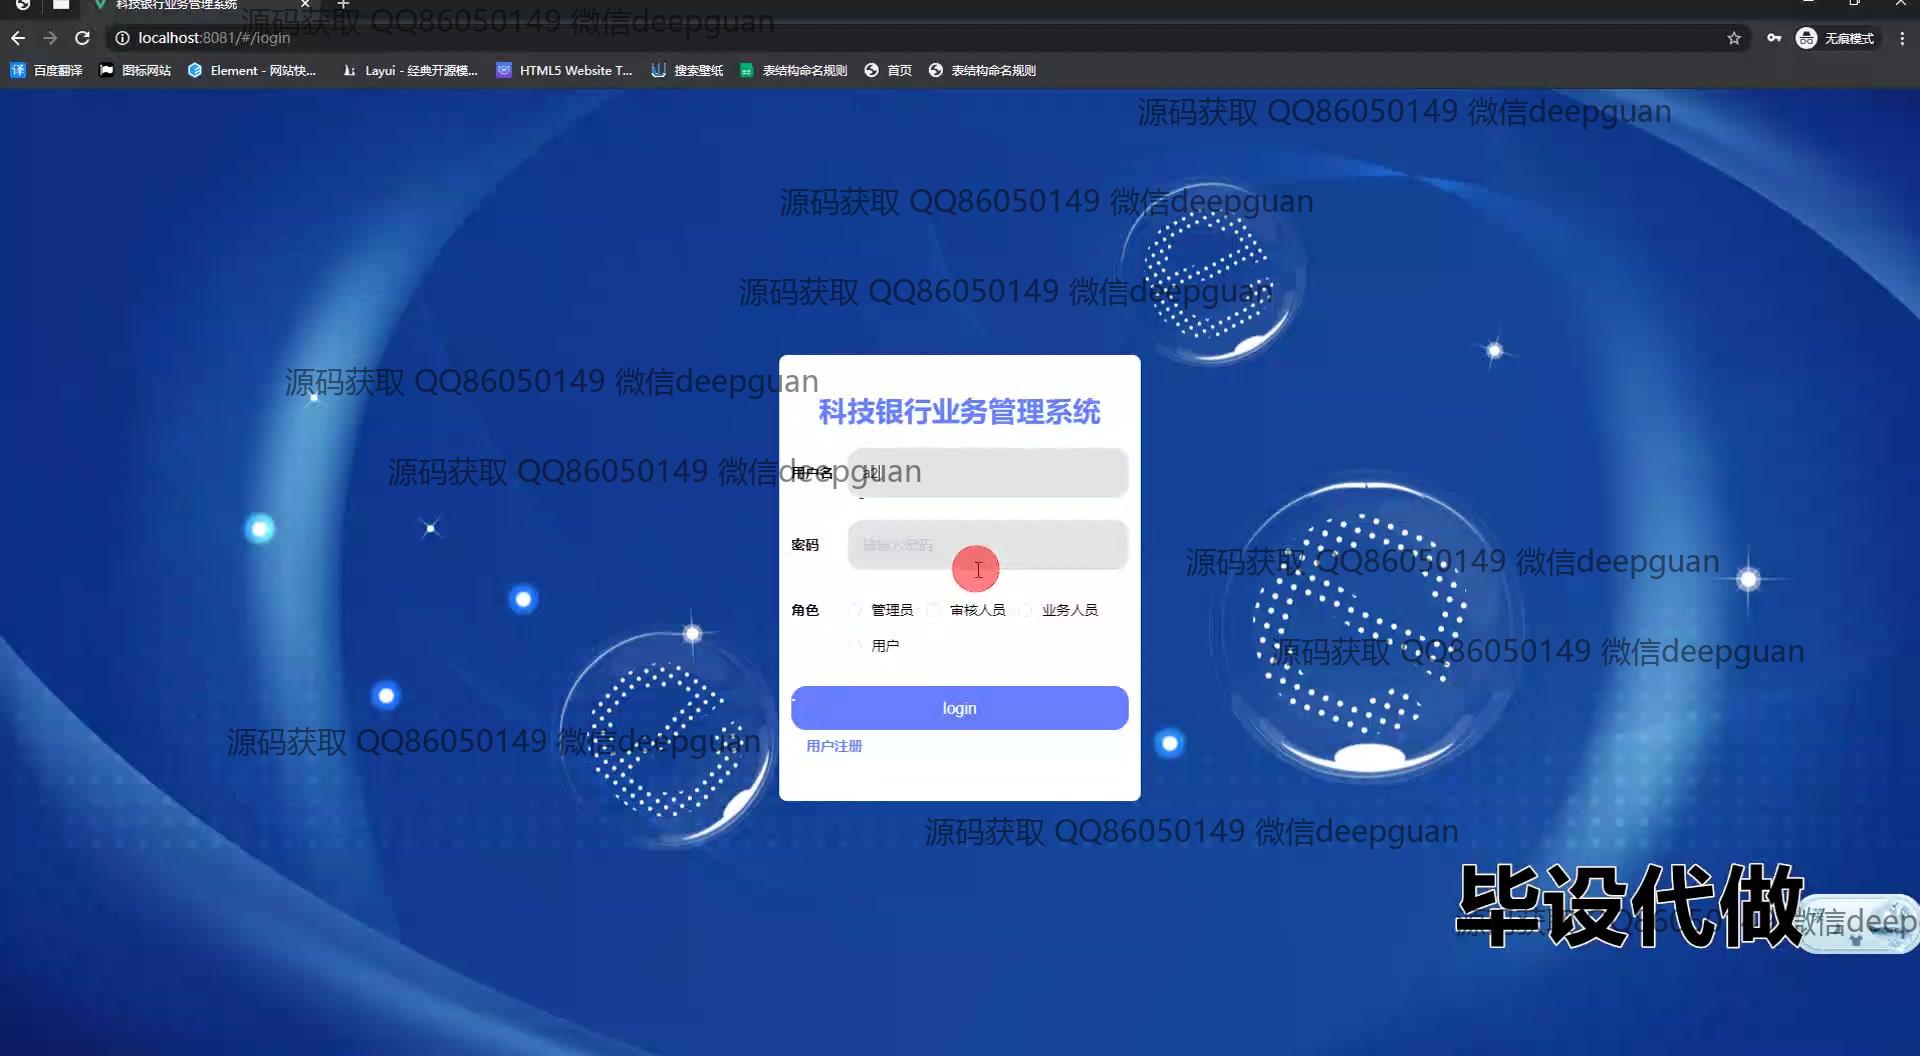 科技银行业务管理系统
源码获取 QQ86050149 微信deepguan
localhost:8081/#/login
无痕模式
百度翻译 图标网站 Element - 网站快... Layui - 经典开源模... HTML5 Website T... 搜索壁纸 表结构命名规则 首页 表结构命名规则
源码获取 QQ86050149 微信deepguan
源码获取 QQ86050149 微信deepguan
源码获取 QQ86050149 微信deepguan
源码获取 QQ86050149 微信deepguan
科技银行业务管理系统
源码获取 QQ86050149 微信deepguan
用户名
密码 请输入密码
源码获取 QQ86050149 微信deepguan
角色 管理员 审核人员 业务人员
用户
源码获取 QQ86050149 微信deepguan
login
源码获取 QQ86050149 微信deepguan
用户注册
源码获取 QQ86050149 微信deepguan
毕设代做
微信deep